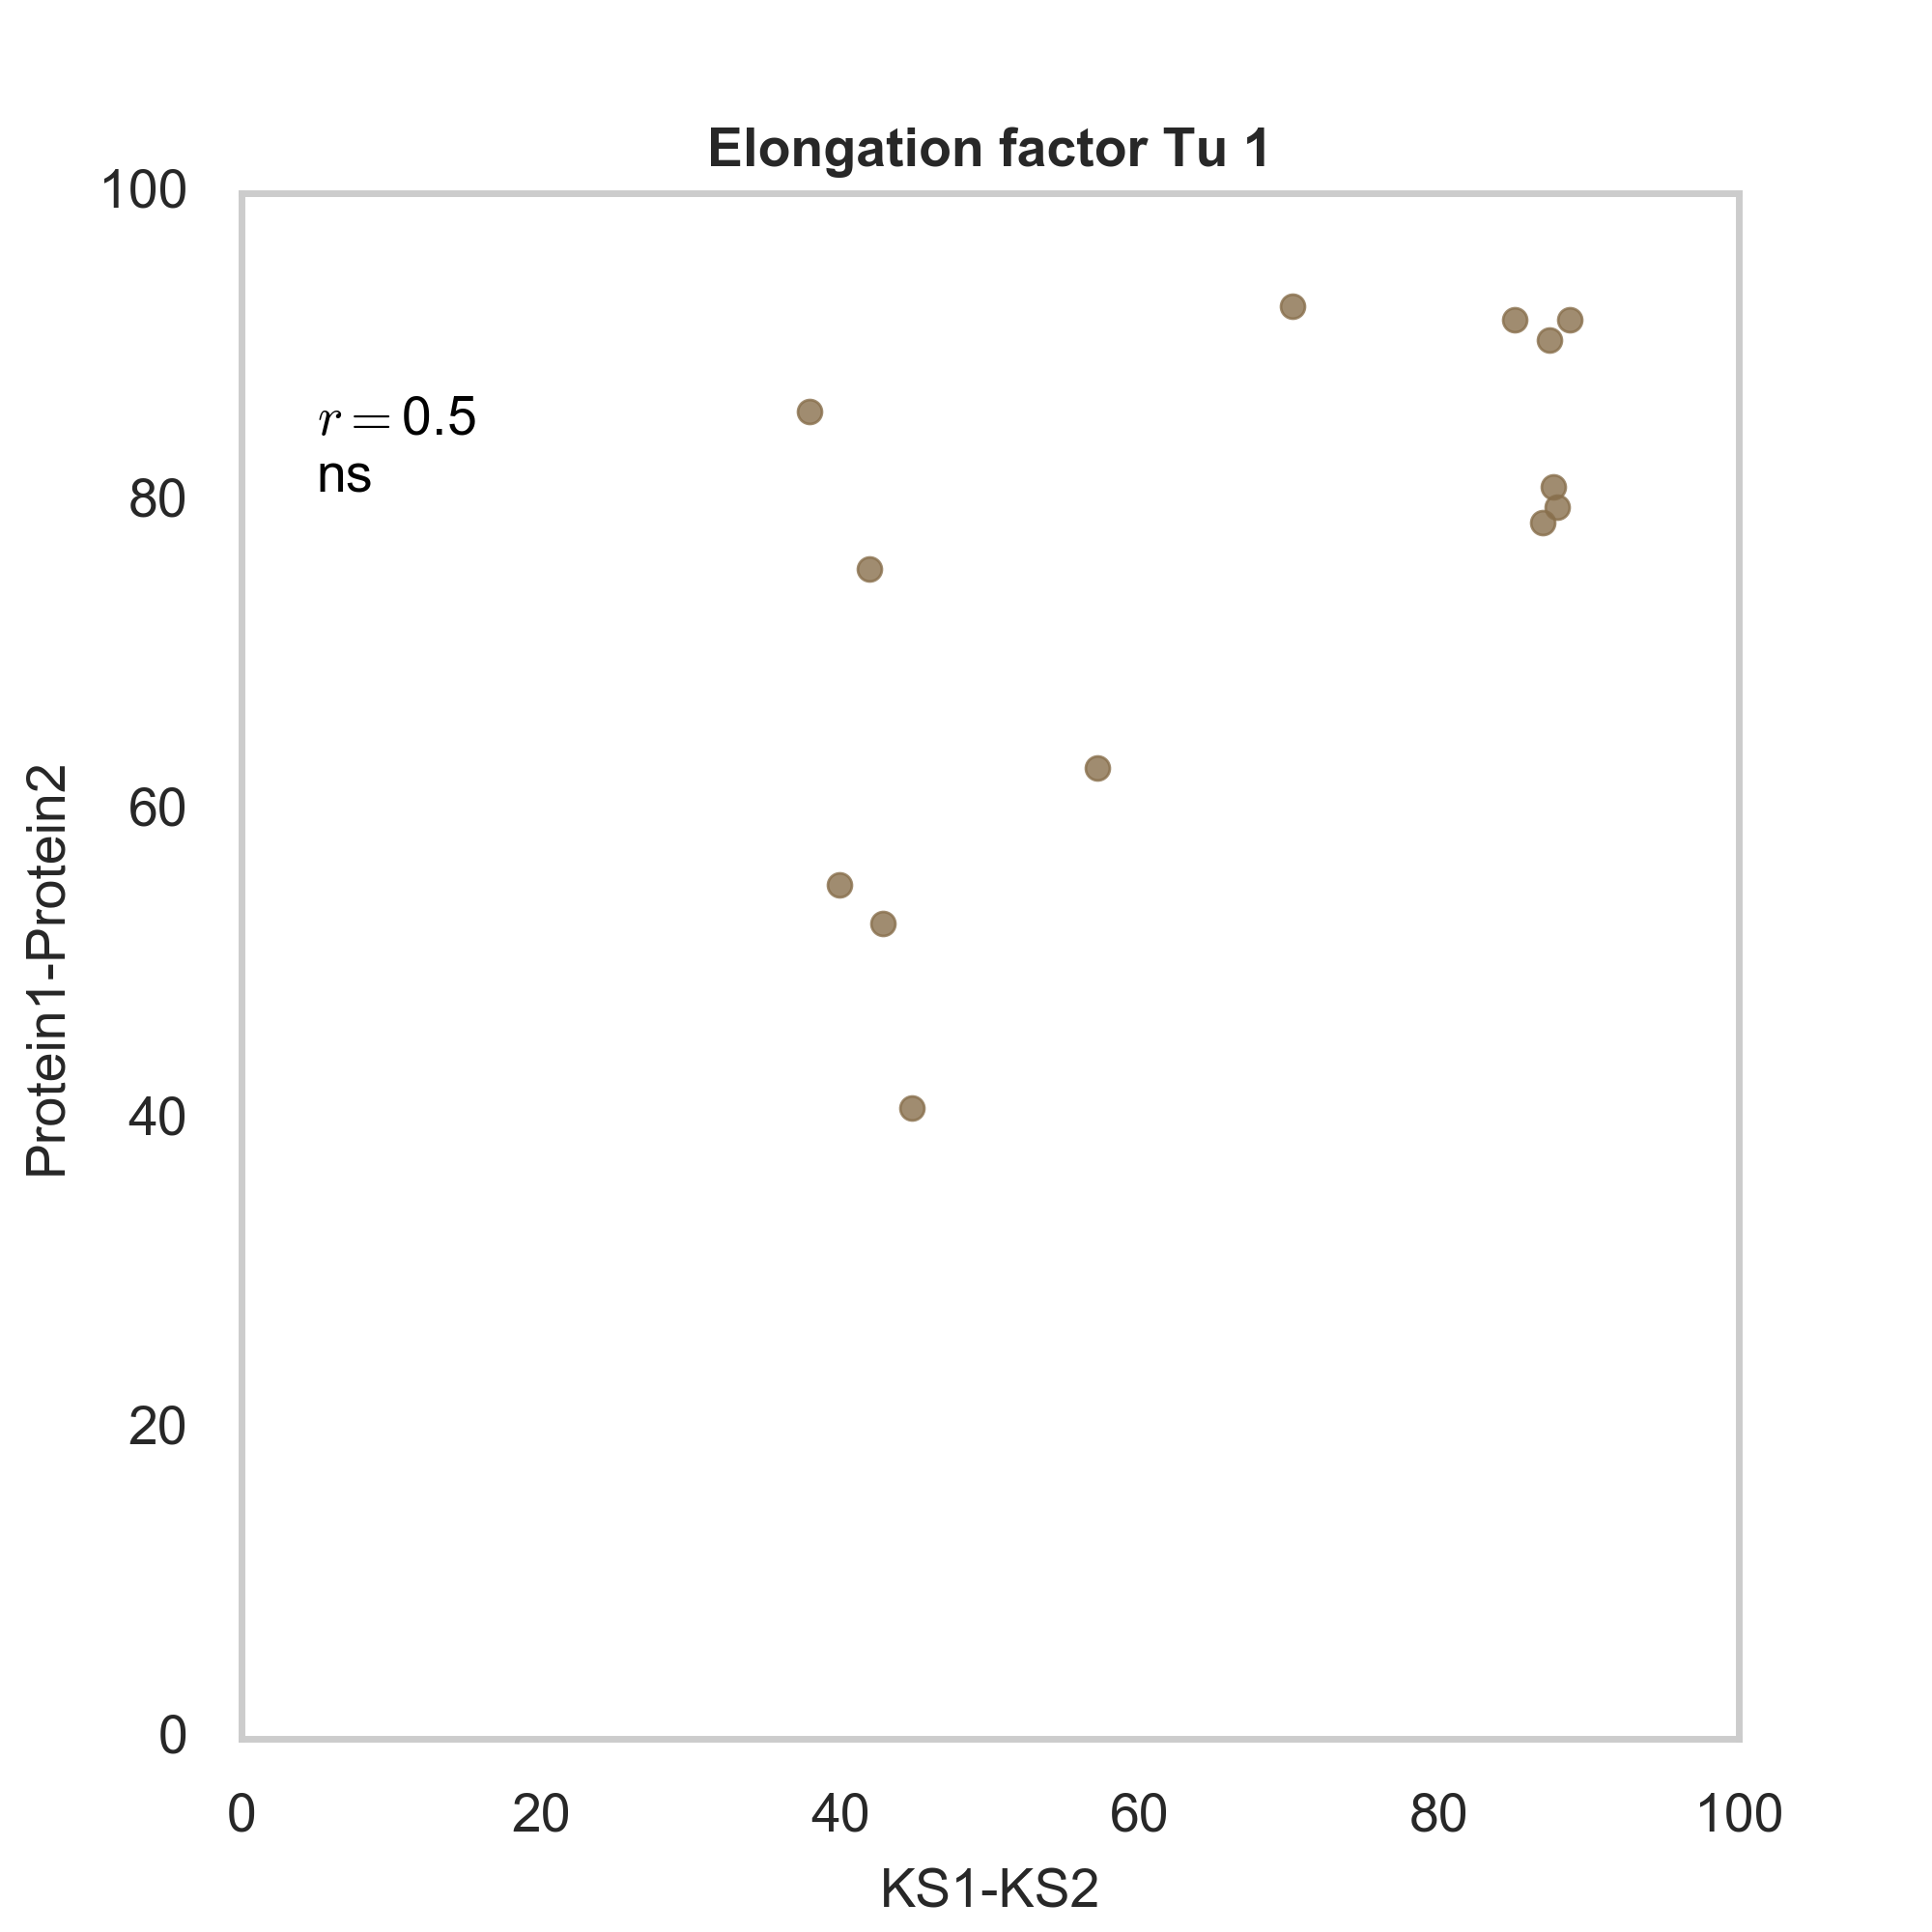 Elongation factor Tu 1
100
80
60
40
20
0
r = 0.5
ns
Protein1-Protein2
0 20 40 60 80 100
KS1-KS2